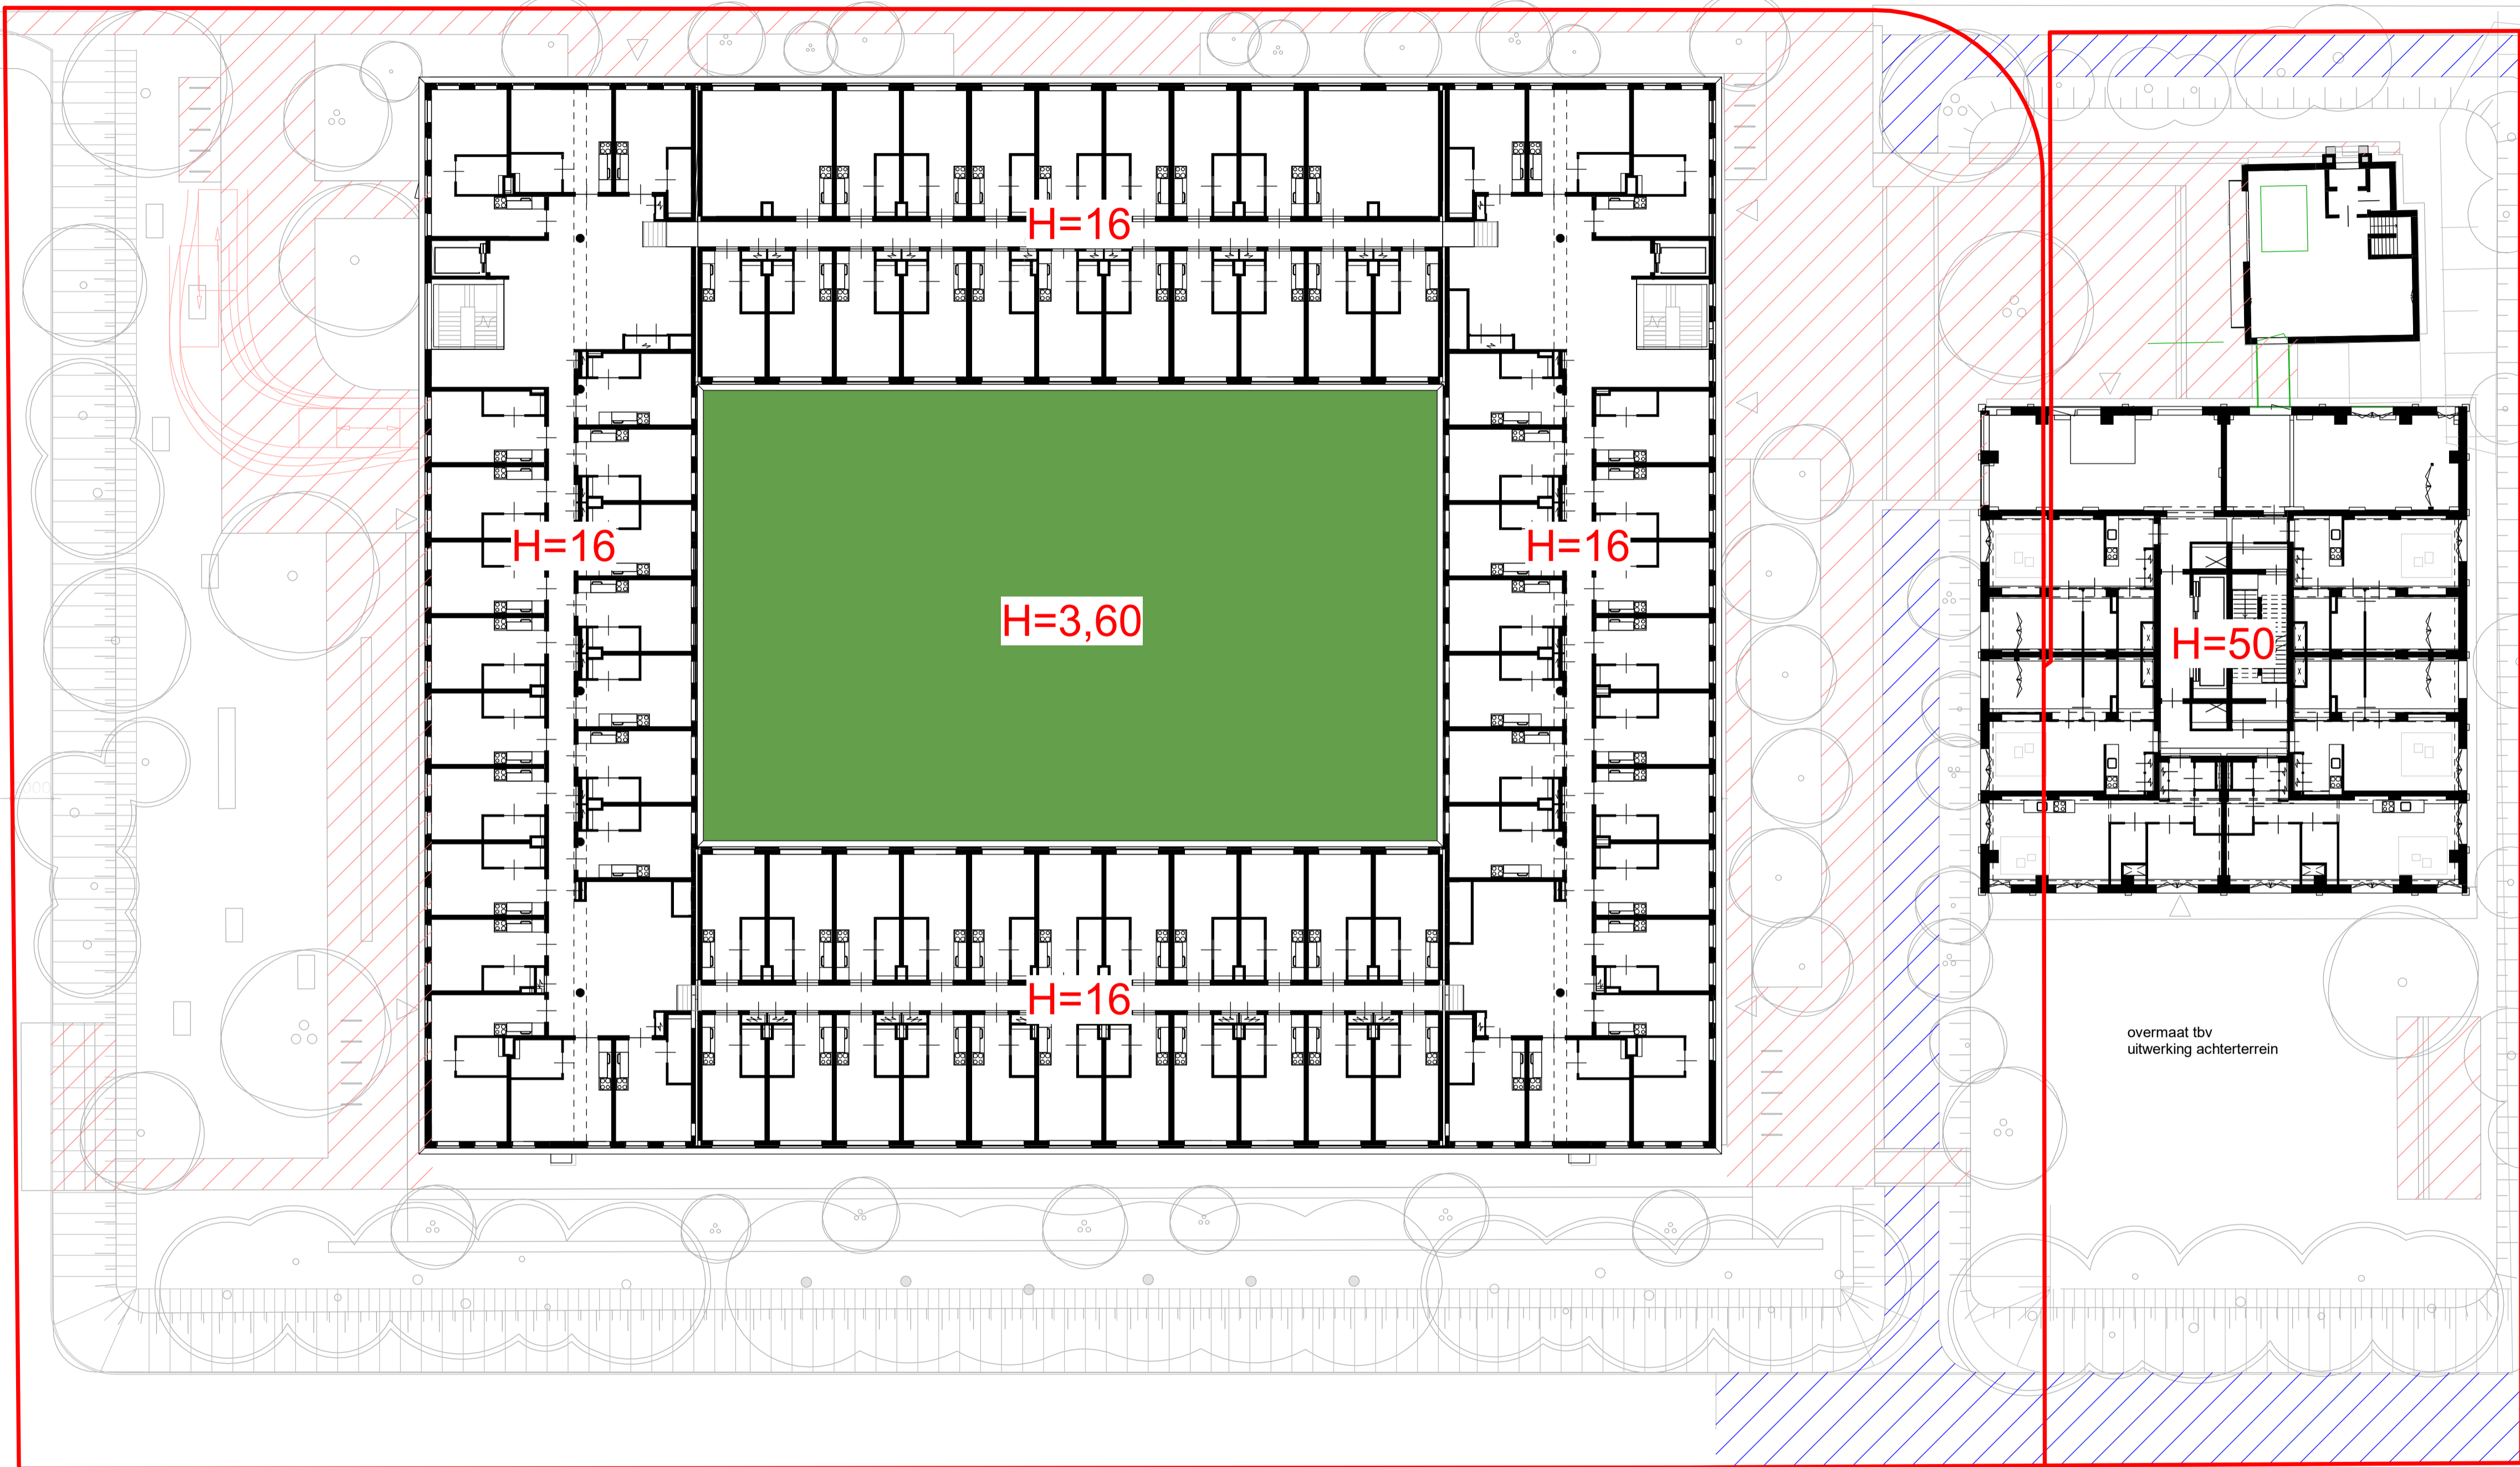 H=16
H=16
H=16
H=3,60
H=50
H=16
overmaat tbv
uitwerking achterterrein